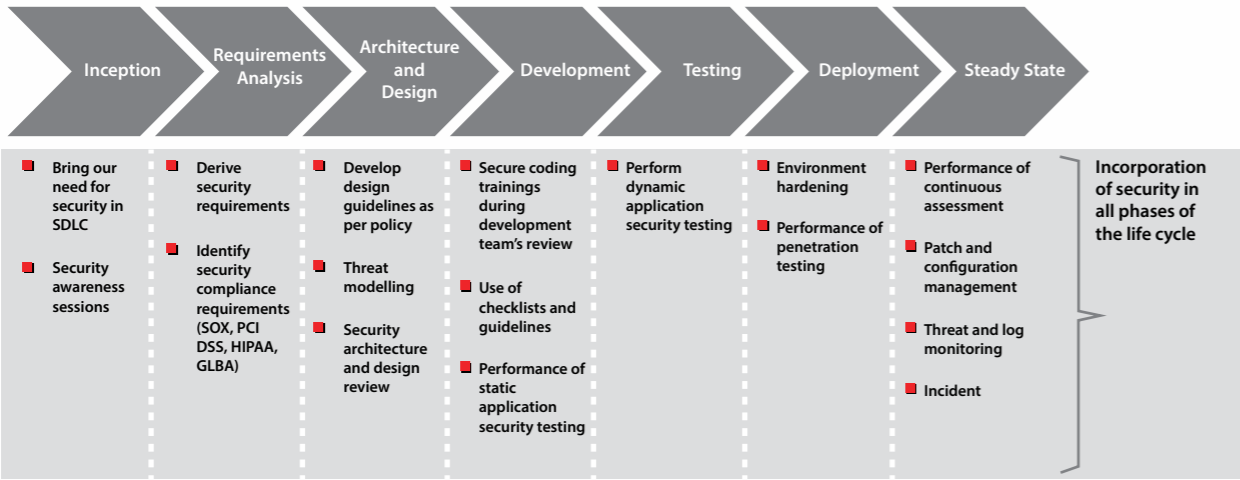 Inception
Requirements
Analysis
Architecture
and
Design
Development
Testing
Deployment
Steady State
Bring our
need for
security in
SDLC
Security
awareness
sessions
Derive
security
requirements
Identify
security
compliance
requirements
(SOX, PCI
DSS, HIPAA,
GLBA)
Develop
design
guidelines as
per policy
Threat
modelling
Security
architecture
and design
review
Secure coding
trainings
during
development
team's review
Use of
checklists and
guidelines
Performance of
static
application
security testing
Perform
dynamic
application
security testing
Environment
hardening
Performance of
penetration
testing
Performance of
continuous
assessment
Patch and
configuration
management
Threat and log
monitoring
Incident
Incorporation
of security in
all phases of
the life cycle